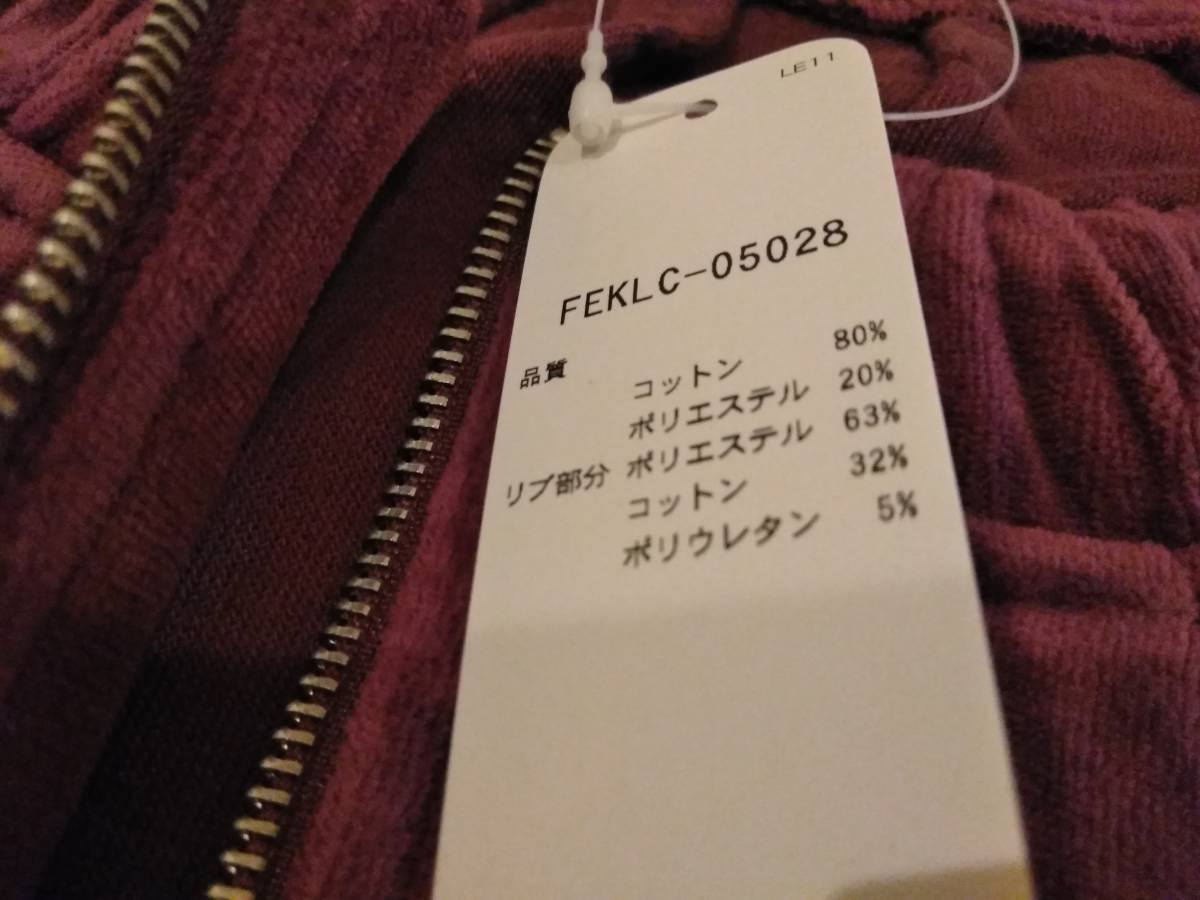 LE11
FEKLC-05028
品質 コットン 80%
ポリエステル 20%
リブ部分 ポリエステル 63%
コットン 32%
ポリウレタン 5%